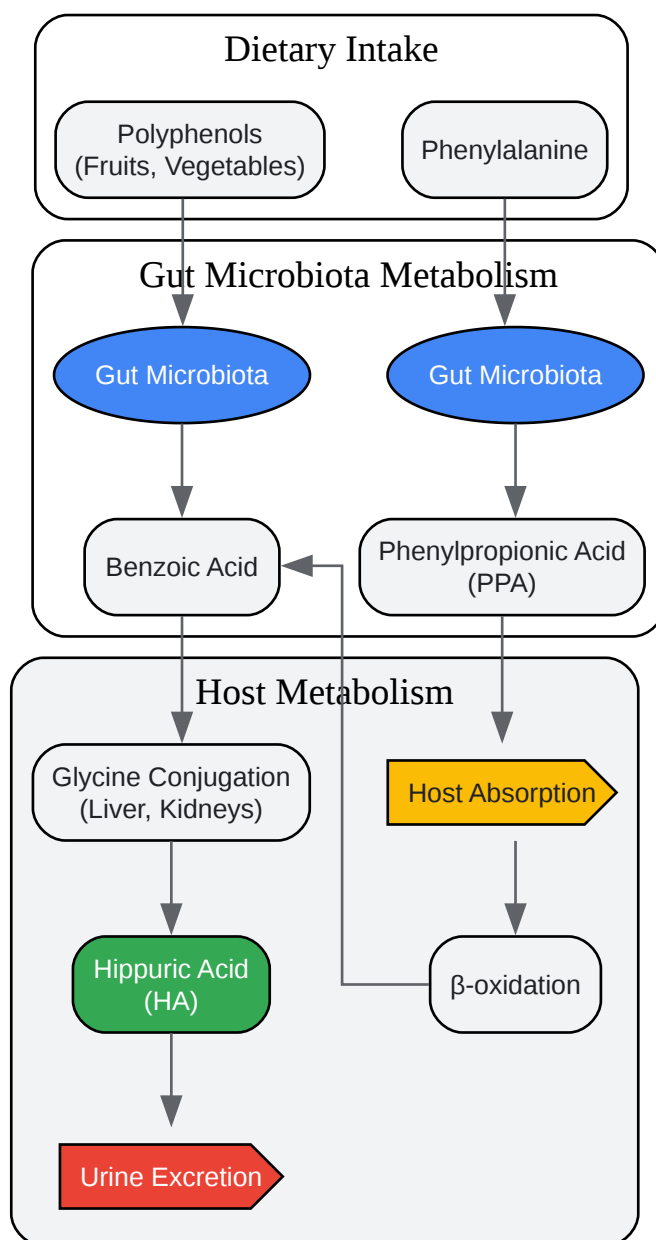 Dietary Intake
Polyphenols
(Fruits, Vegetables)
Phenylalanine
Gut Microbiota Metabolism
Gut Microbiota
Gut Microbiota
Benzoic Acid
Phenylpropionic Acid
(PPA)
Host Metabolism
Glycine Conjugation
(Liver, Kidneys)
Host Absorption
Hippuric Acid
(HA)
β-oxidation
Urine Excretion